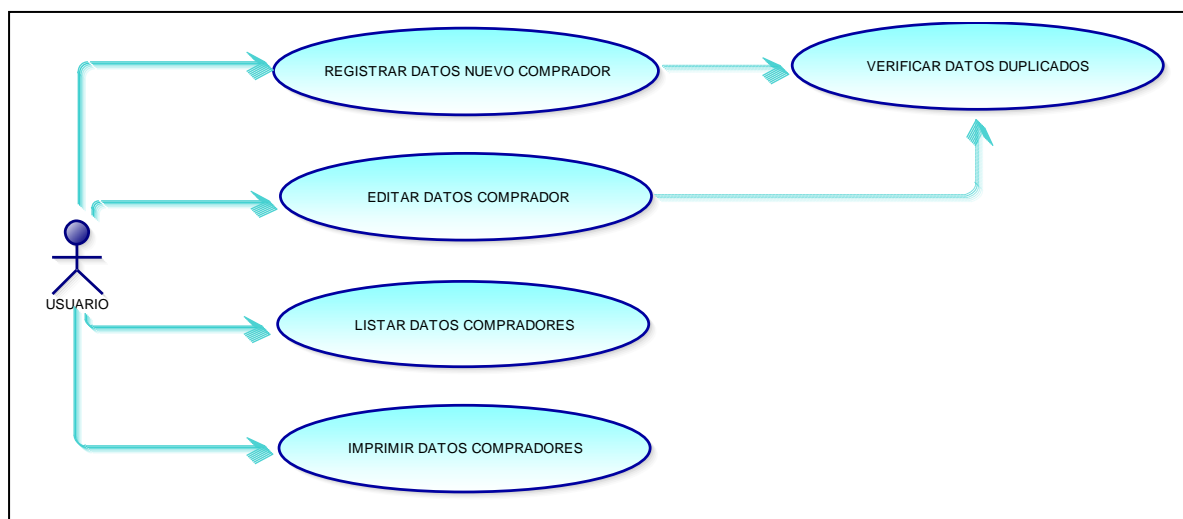 REGISTRAR DATOS NUEVO COMPRADOR
VERIFICAR DATOS DUPLICADOS
EDITAR DATOS COMPRADOR
USUARIO
LISTAR DATOS COMPRADORES
IMPRIMIR DATOS COMPRADORES